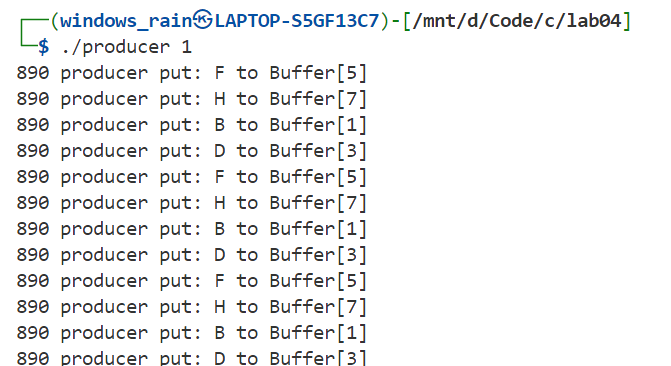 ┌──(windows_rain㉿LAPTOP-S5GF13C7)-[/mnt/d/Code/c/lab04]
└─$ ./producer 1
890 producer put: F to Buffer[5]
890 producer put: H to Buffer[7]
890 producer put: B to Buffer[1]
890 producer put: D to Buffer[3]
890 producer put: F to Buffer[5]
890 producer put: H to Buffer[7]
890 producer put: B to Buffer[1]
890 producer put: D to Buffer[3]
890 producer put: F to Buffer[5]
890 producer put: H to Buffer[7]
890 producer put: B to Buffer[1]
890 producer put: D to Buffer[3]